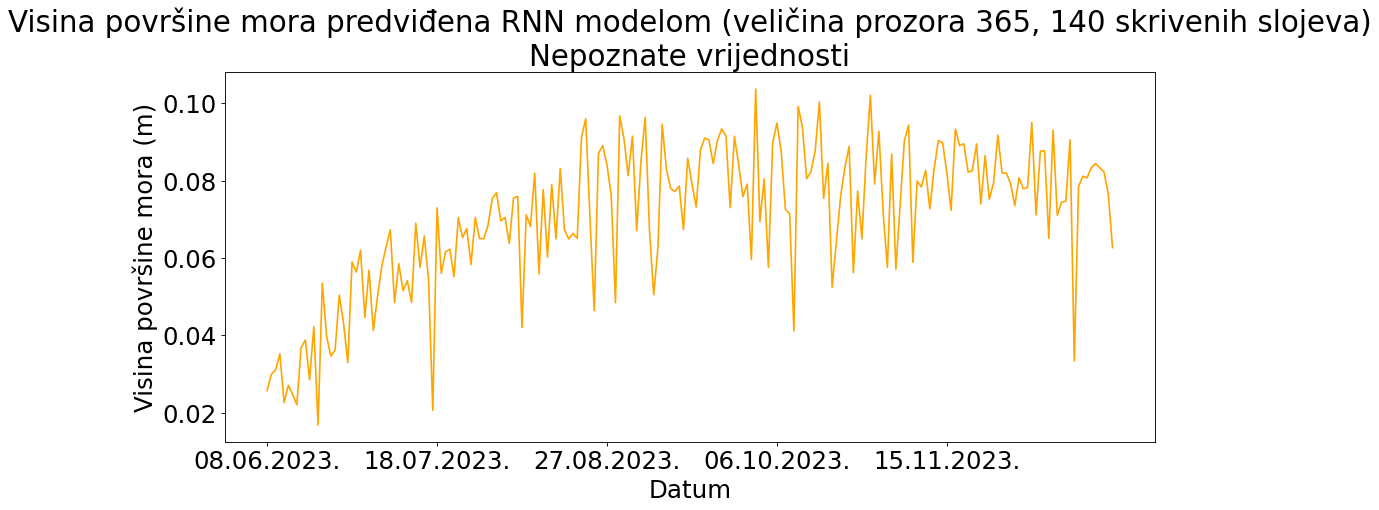 Visina površine mora predviđena RNN modelom (veličina prozora 365, 140 skrivenih slojeva)
Nepoznate vrijednosti
Visina površine mora (m)
0.10
0.08
0.06
0.04
0.02
08.06.2023. 18.07.2023. 27.08.2023. 06.10.2023. 15.11.2023.
Datum